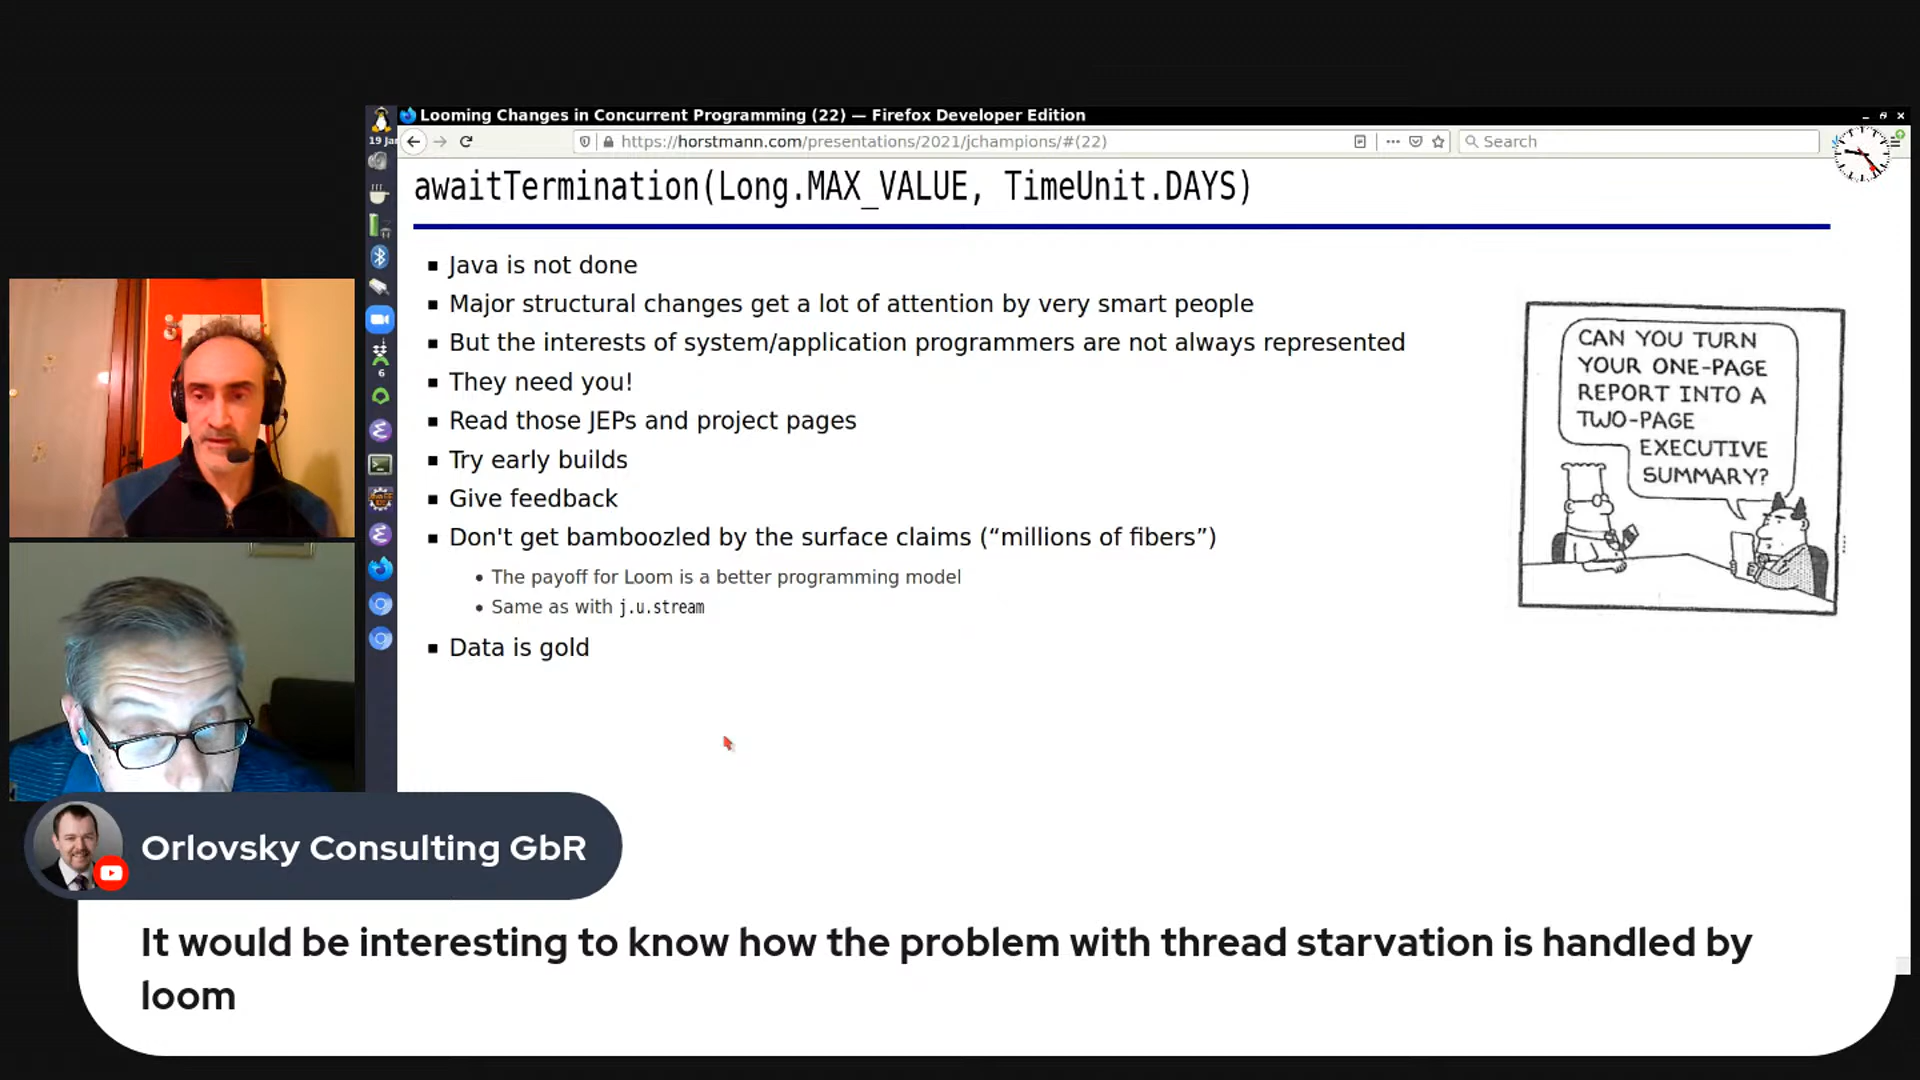 Looming Changes in Concurrent Programming (22) — Firefox Developer Edition
19 Jan
https://horstmann.com/presentations/2021/jchampions/#(22)
Search
awaitTermination(Long.MAX_VALUE, TimeUnit.DAYS)
Java is not done
Major structural changes get a lot of attention by very smart people
But the interests of system/application programmers are not always represented
They need you!
Read those JEPs and project pages
Try early builds
Give feedback
Don't get bamboozled by the surface claims (“millions of fibers”)
The payoff for Loom is a better programming model
Same as with j.u.stream
Data is gold
CAN YOU TURN
YOUR ONE-PAGE
REPORT INTO A
TWO-PAGE
EXECUTIVE
SUMMARY?
6
Orlovsky Consulting GbR
It would be interesting to know how the problem with thread starvation is handled by
loom